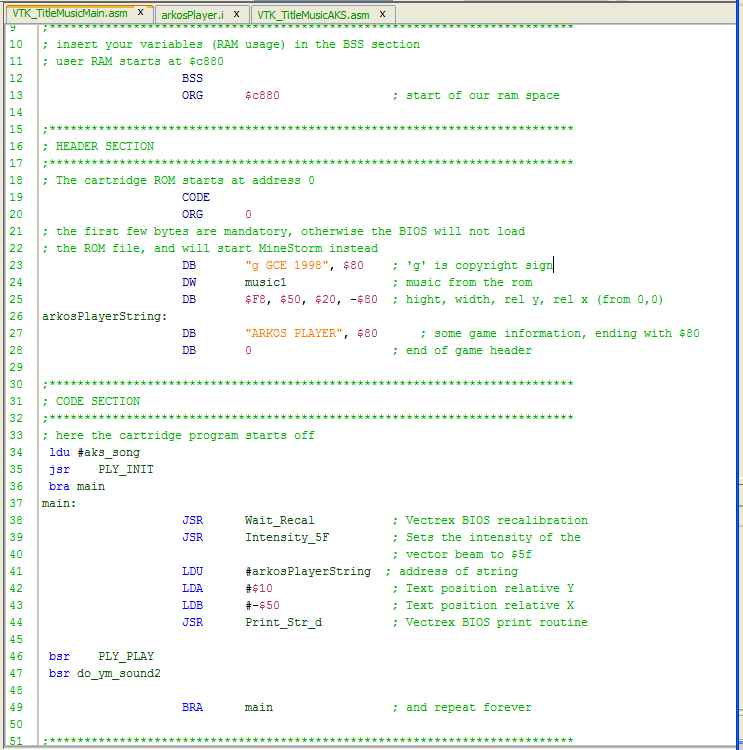 VTK_TitleMusicMain.asm x arkosPlayer.i x VTK_TitleMusicAKS.asm x
9 ;***************************************************************************
10 ; insert your variables (RAM usage) in the BSS section
11 ; user RAM starts at $c880
12 BSS
13 ORG $c880 ; start of our ram space
14
15 ;***************************************************************************
16 ; HEADER SECTION
17 ;***************************************************************************
18 ; The cartridge ROM starts at address 0
19 CODE
20 ORG 0
21 ; the first few bytes are mandatory, otherwise the BIOS will not load
22 ; the ROM file, and will start MineStorm instead
23 DB "g GCE 1998", $80 ; 'g' is copyright sign
24 DW music1 ; music from the rom
25 DB $F8, $50, $20, -$80 ; hight, width, rel y, rel x (from 0,0)
26 arkosPlayerString:
27 DB "ARKOS PLAYER", $80 ; some game information, ending with $80
28 DB 0 ; end of game header
29
30 ;***************************************************************************
31 ; CODE SECTION
32 ;***************************************************************************
33 ; here the cartridge program starts off
34 ldu #aks_song
35 jsr PLY_INIT
36 bra main
37 main:
38 JSR Wait_Recal ; Vectrex BIOS recalibration
39 JSR Intensity_5F ; Sets the intensity of the
40 ; vector beam to $5f
41 LDU #arkosPlayerString ; address of string
42 LDA #$10 ; Text position relative Y
43 LDB #-$50 ; Text position relative X
44 JSR Print_Str_d ; Vectrex BIOS print routine
45
46 bsr PLY_PLAY
47 bsr do_ym_sound2
48
49 BRA main ; and repeat forever
50
51 ;***************************************************************************